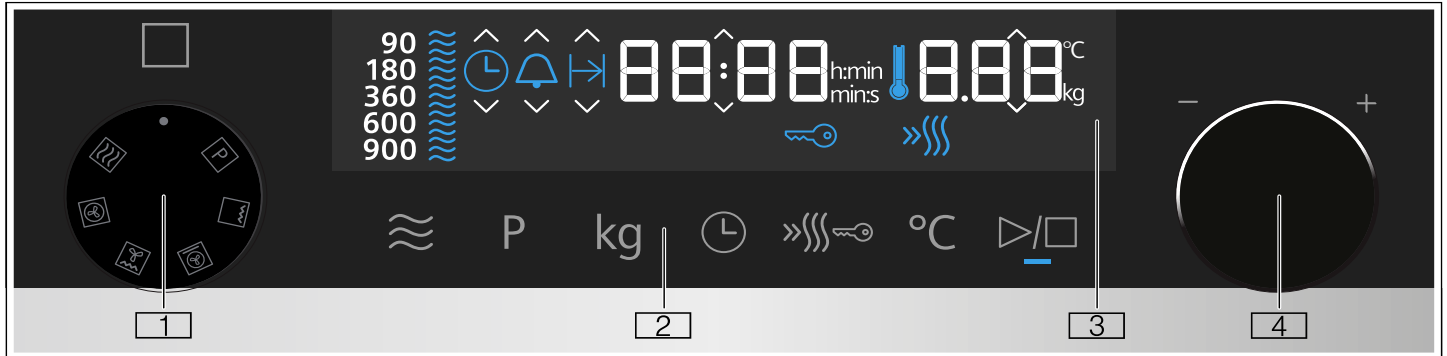 90
180
360
600
900
88:88 h:min
min:s
8.88 °C
kg
− +
P
P kg °C
1 2 3 4